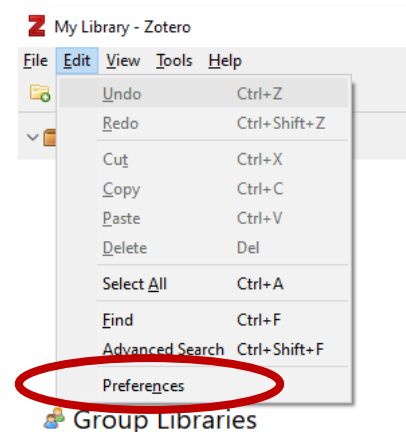 My Library - Zotero
File Edit View Tools Help
Undo Ctrl+Z
Redo Ctrl+Shift+Z
Cut Ctrl+X
Copy Ctrl+C
Paste Ctrl+V
Delete Del
Select All Ctrl+A
Find Ctrl+F
Advanced Search Ctrl+Shift+F
Preferences
Group Libraries